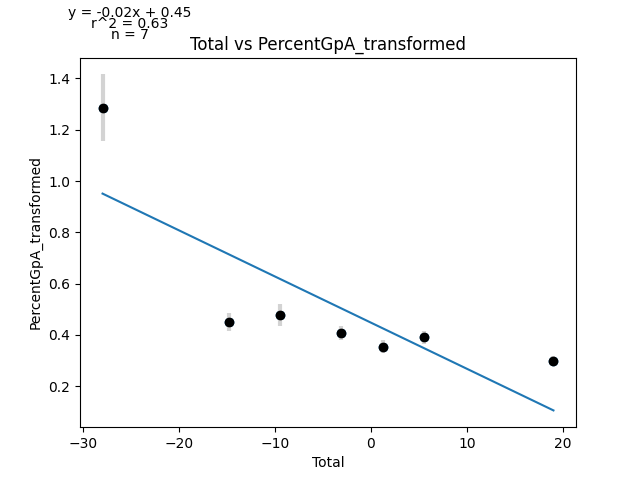 y = -0.02x + 0.45
r^2 = 0.63
n = 7
Total vs PercentGpA_transformed
PercentGpA_transformed
1.4
1.2
1.0
0.8
0.6
0.4
0.2
−30 −20 −10 0 10 20
Total